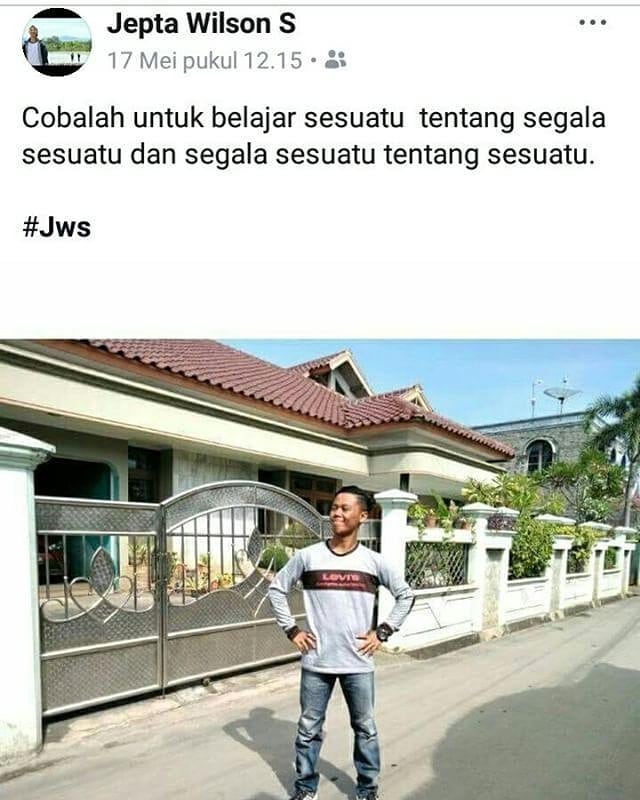 Jepta Wilson S
17 Mei pukul 12.15 •
Cobalah untuk belajar sesuatu  tentang segala
sesuatu dan segala sesuatu tentang sesuatu.
#Jws
LEVI'S